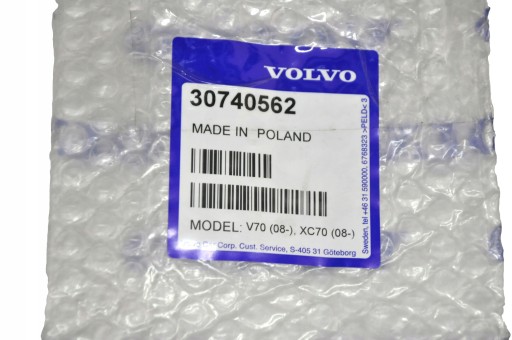 VOLVO
30740562
MADE IN POLAND
MODEL: V70 (08-), XC70 (08-)
Car Corp. Cust. Service, S-405 31 Göteborg
Sweden, tel +46 31 590000, 6768323 >PELD< 3